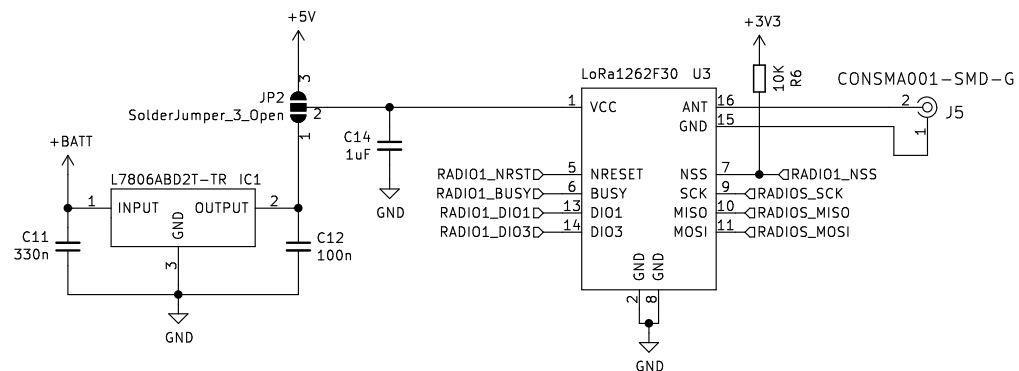 +5V
3
JP2
SolderJumper_3_Open
2
1
+BATT
L7806ABD2T-TR IC1
1
INPUT
OUTPUT
2
GND
3
C11
330n
C12
100n
GND
C14
1uF
GND
LoRa1262F30 U3
1
VCC
ANT
16
GND
15
RADIO1_NRST
5
NRESET
NSS
7
RADIO1_NSS
RADIO1_BUSY
6
BUSY
SCK
9
RADIOS_SCK
RADIO1_DIO1
13
DIO1
MISO
10
RADIOS_MISO
RADIO1_DIO3
14
DIO3
MOSI
11
RADIOS_MOSI
GND
GND
2
8
GND
+3V3
10K
R6
CONSMA001-SMD-G
2
J5
1